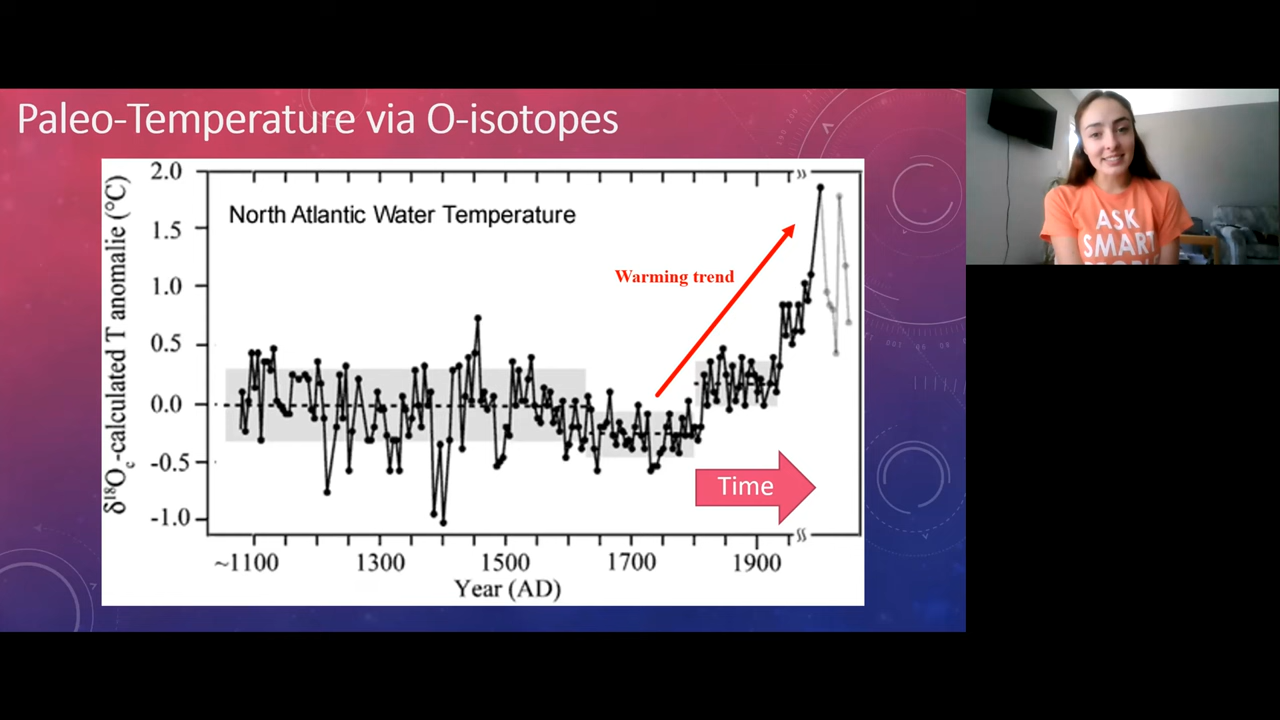 Paleo-Temperature via O-isotopes
δ¹⁸Oc-calculated T anomalie (°C)
2.0
1.5
1.0
0.5
0.0
-0.5
-1.0
North Atlantic Water Temperature
Warming trend
Time
~1100
1300
1500
1700
1900
Year (AD)
ASK
SMART